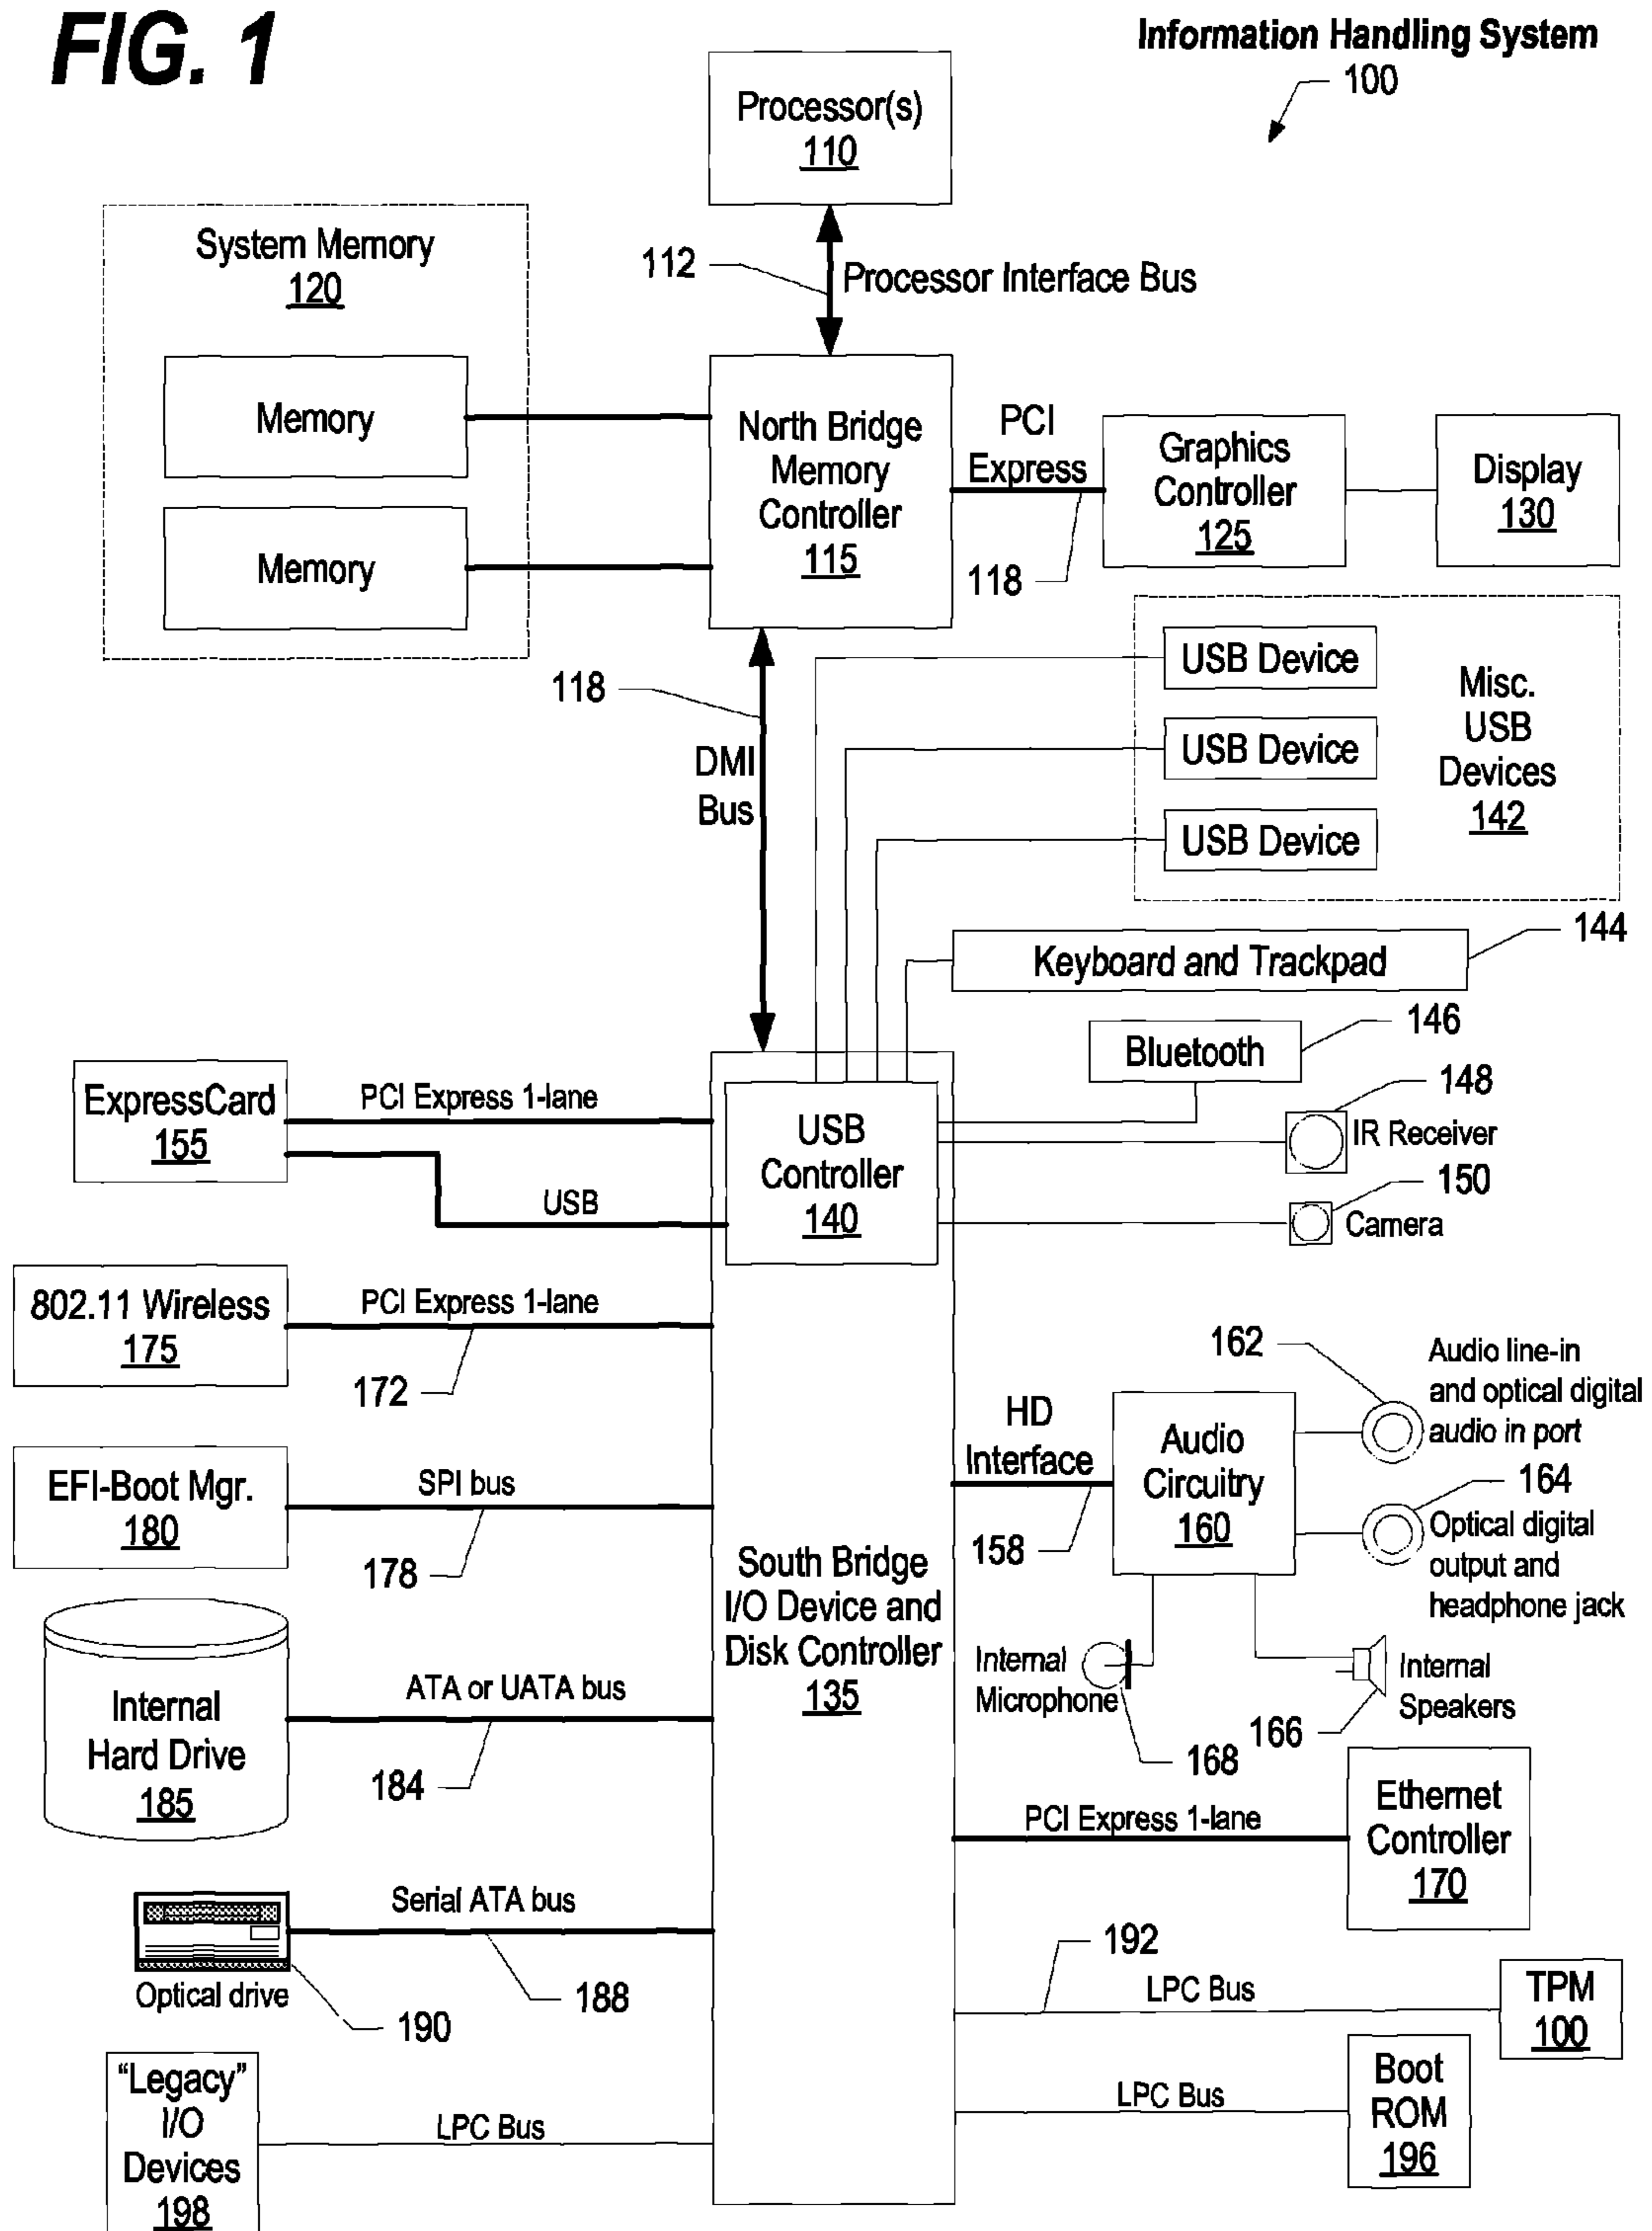 FIG. 1
Information Handling System
100
Processor(s)
110
System Memory
120
112
Processor Interface Bus
Memory
Memory
North Bridge
Memory
Controller
115
PCI
Express
118
Graphics
Controller
125
Display
130
118
DMI
Bus
USB Device
USB Device
USB Device
Misc.
USB
Devices
142
144
Keyboard and Trackpad
146
Bluetooth
148
IR Receiver
150
Camera
ExpressCard
155
PCI Express 1-lane
USB
USB
Controller
140
802.11 Wireless
175
PCI Express 1-lane
172
162
Audio line-in
and optical digital
audio in port
HD
Interface
158
Audio
Circuitry
160
164
Optical digital
output and
headphone jack
EFI-Boot Mgr.
180
SPI bus
178
South Bridge
I/O Device and
Disk Controller
135
Internal
Microphone
168
Internal
Speakers
166
Internal
Hard Drive
185
ATA or UATA bus
184
PCI Express 1-lane
Ethernet
Controller
170
Serial ATA bus
188
Optical drive
190
192
LPC Bus
TPM
100
LPC Bus
Boot
ROM
196
“Legacy”
I/O
Devices
198
LPC Bus